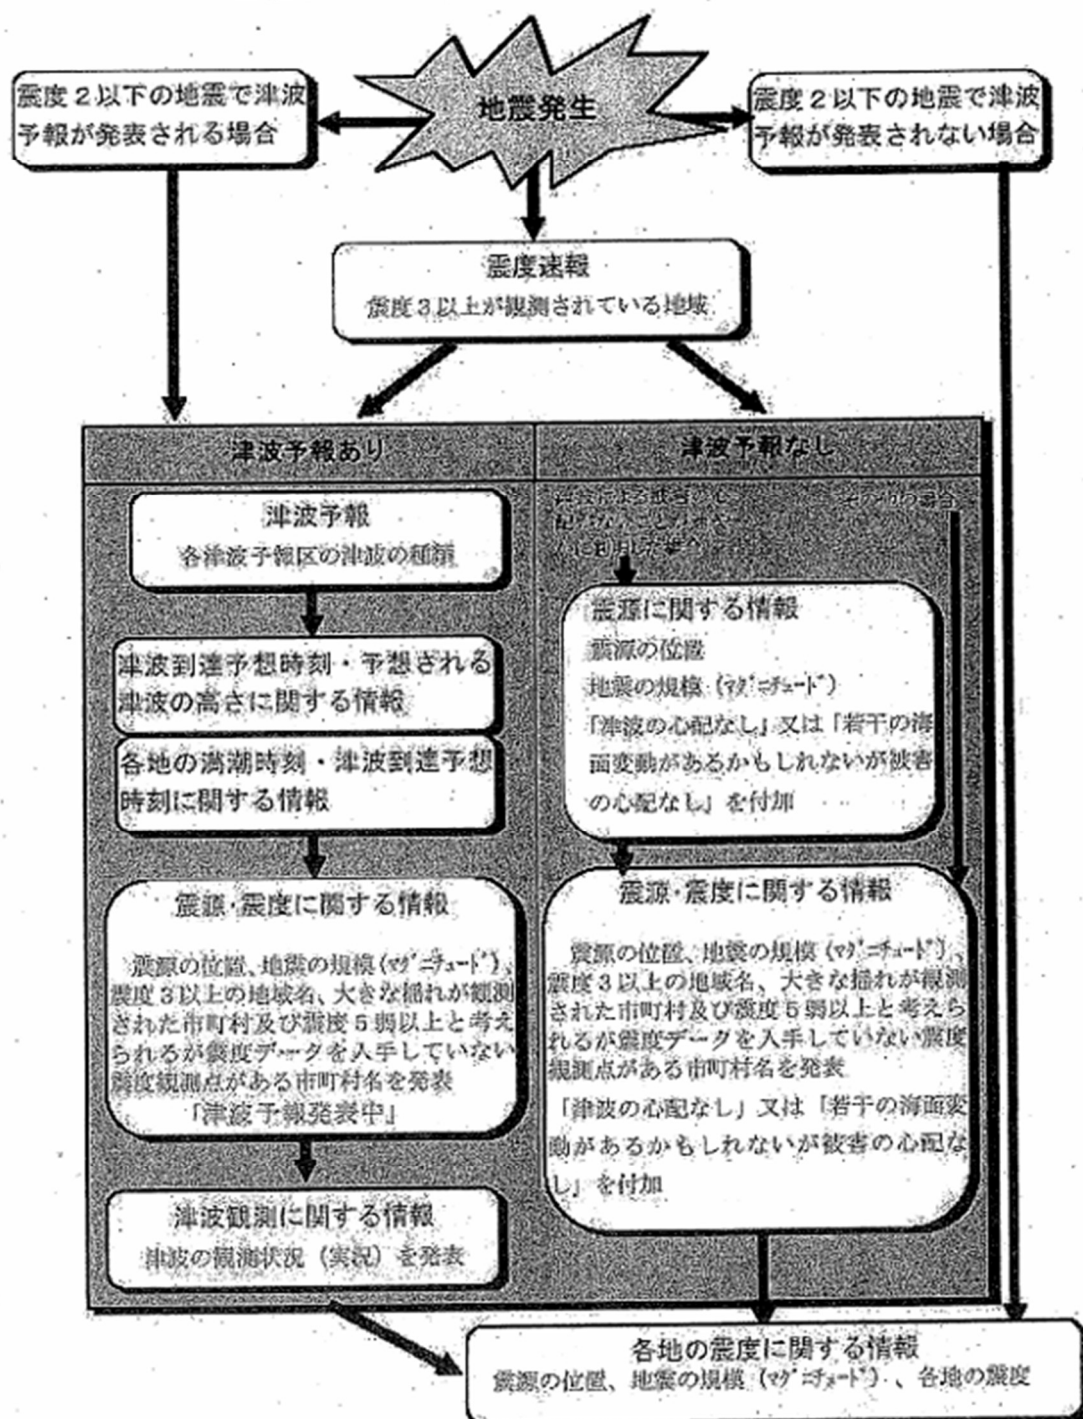 地震発生
震度2以下の地震で津波
予報が発表される場合
震度2以下の地震で津波
予報が発表されない場合
震度速報
震度3以上が観測されている地域
津波予報あり
津波予報なし
津波予報
各津波予報区の津波の種類
津波到達予想時刻・予想される
津波の高さに関する情報
各地の満潮時刻・津波到達予想
時刻に関する情報
震源・震度に関する情報
震源の位置、地震の規模(マグニチュード)、
震度3以上の地域名、大きな揺れが観測
された市町村及び震度5弱以上と考え
られるが震度データを入手していない
震度観測点がある市町村名を発表
「津波予報発表中」
津波観測に関する情報
津波の観測状況(実況)を発表
その他の場合
震源に関する情報
震源の位置
地震の規模(マグニチュード)
「津波の心配なし」又は「若干の海
面変動があるかもしれないが被害
の心配なし」を付加
震源・震度に関する情報
震源の位置、地震の規模(マグニチュード)、
震度3以上の地域名、大きな揺れが観測
された市町村及び震度5弱以上と考えら
れるが震度データを入手していない震度
観測点がある市町村名を発表
「津波の心配なし」又は「若干の海面変
動があるかもしれないが被害の心配な
し」を付加
各地の震度に関する情報
震源の位置、地震の規模(マグニチュード)、各地の震度